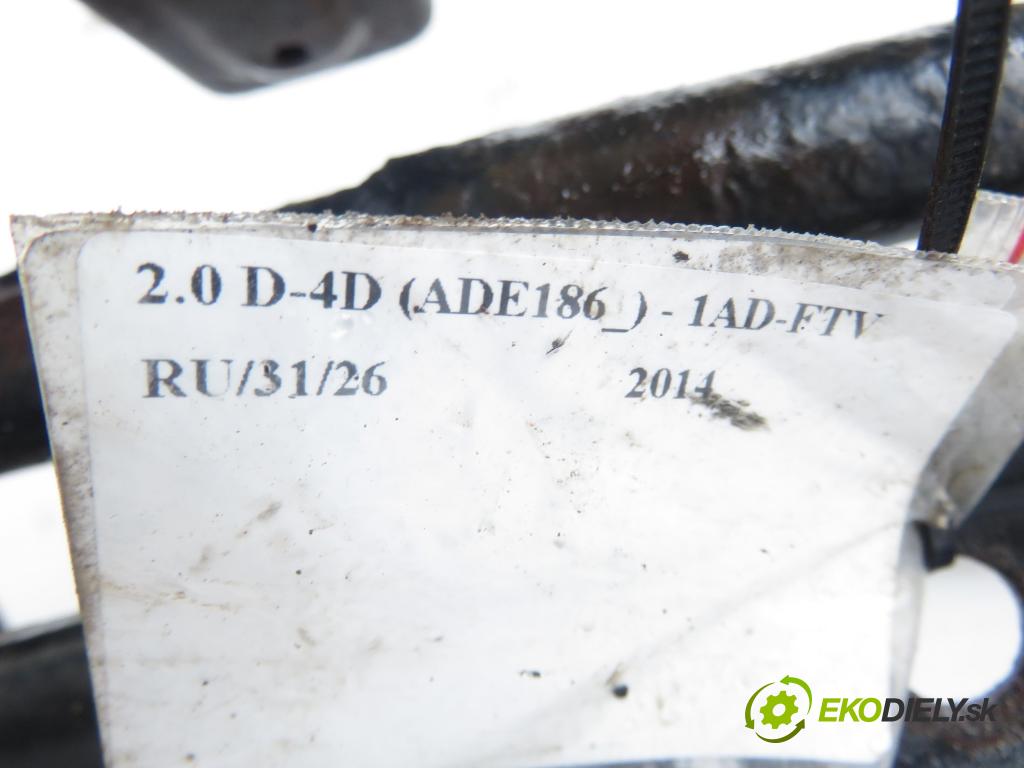 2.0 D-4D (ADE186_) - 1AD-FTV
RU/31/26 2014
EKODIELY.sk